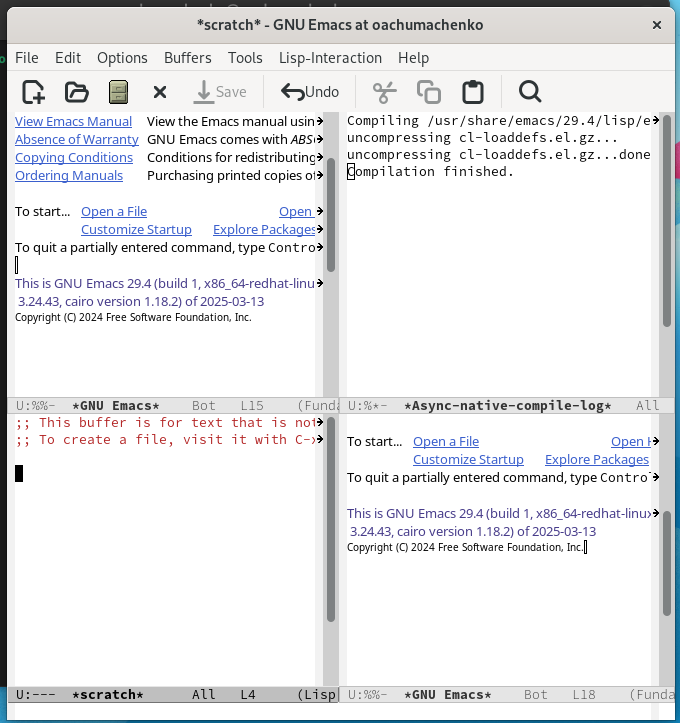 *scratch* - GNU Emacs at oachumachenko
File Edit Options Buffers Tools Lisp-Interaction Help
Save Undo
View Emacs Manual View the Emacs manual usin
Absence of Warranty GNU Emacs comes with ABS
Copying Conditions Conditions for redistributing
Ordering Manuals Purchasing printed copies of
To start... Open a File Open
Customize Startup Explore Packages
To quit a partially entered command, type Contro
This is GNU Emacs 29.4 (build 1, x86_64-redhat-linu
3.24.43, cairo version 1.18.2) of 2025-03-13
Copyright (C) 2024 Free Software Foundation, Inc.
U:%%- *GNU Emacs* Bot L15 (Funda
Compiling /usr/share/emacs/29.4/lisp/e
uncompressing cl-loaddefs.el.gz...
uncompressing cl-loaddefs.el.gz...done
Compilation finished.
U:%*- *Async-native-compile-log* All
;; This buffer is for text that is not
;; To create a file, visit it with C-x
U:--- *scratch* All L4 (Lisp
To start... Open a File Open H
Customize Startup Explore Packages
To quit a partially entered command, type Contro
This is GNU Emacs 29.4 (build 1, x86_64-redhat-linux
3.24.43, cairo version 1.18.2) of 2025-03-13
Copyright (C) 2024 Free Software Foundation, Inc.
U:%%- *GNU Emacs* Bot L18 (Funda